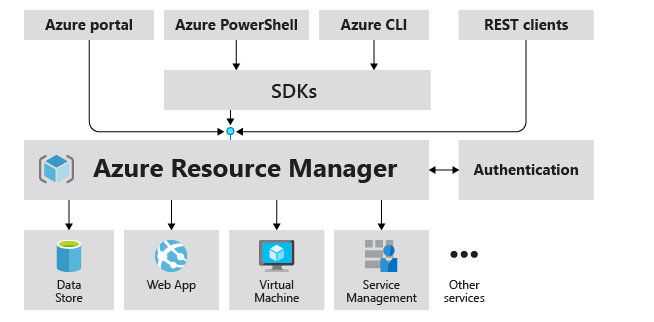 Azure portal
Azure PowerShell
Azure CLI
REST clients
SDKs
Azure Resource Manager
Authentication
Data
Store
Web App
Virtual
Machine
Service
Management
Other
services